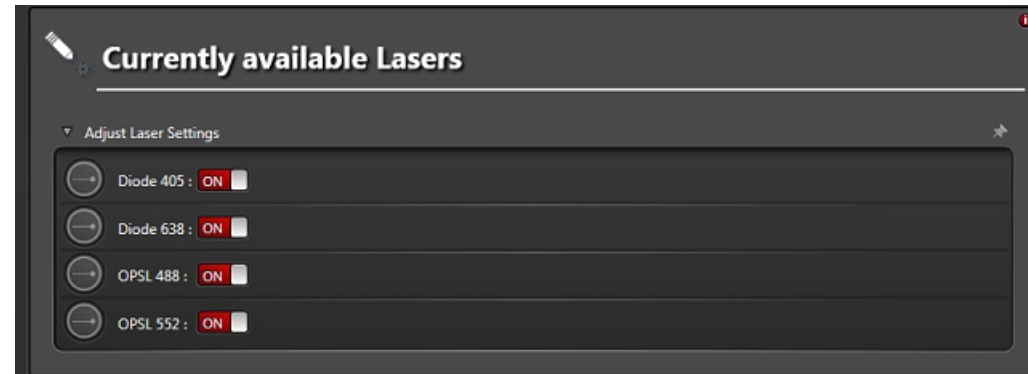 Currently available Lasers
Adjust Laser Settings
Diode 405 : ON
Diode 638 : ON
OPSL 488 : ON
OPSL 552 : ON